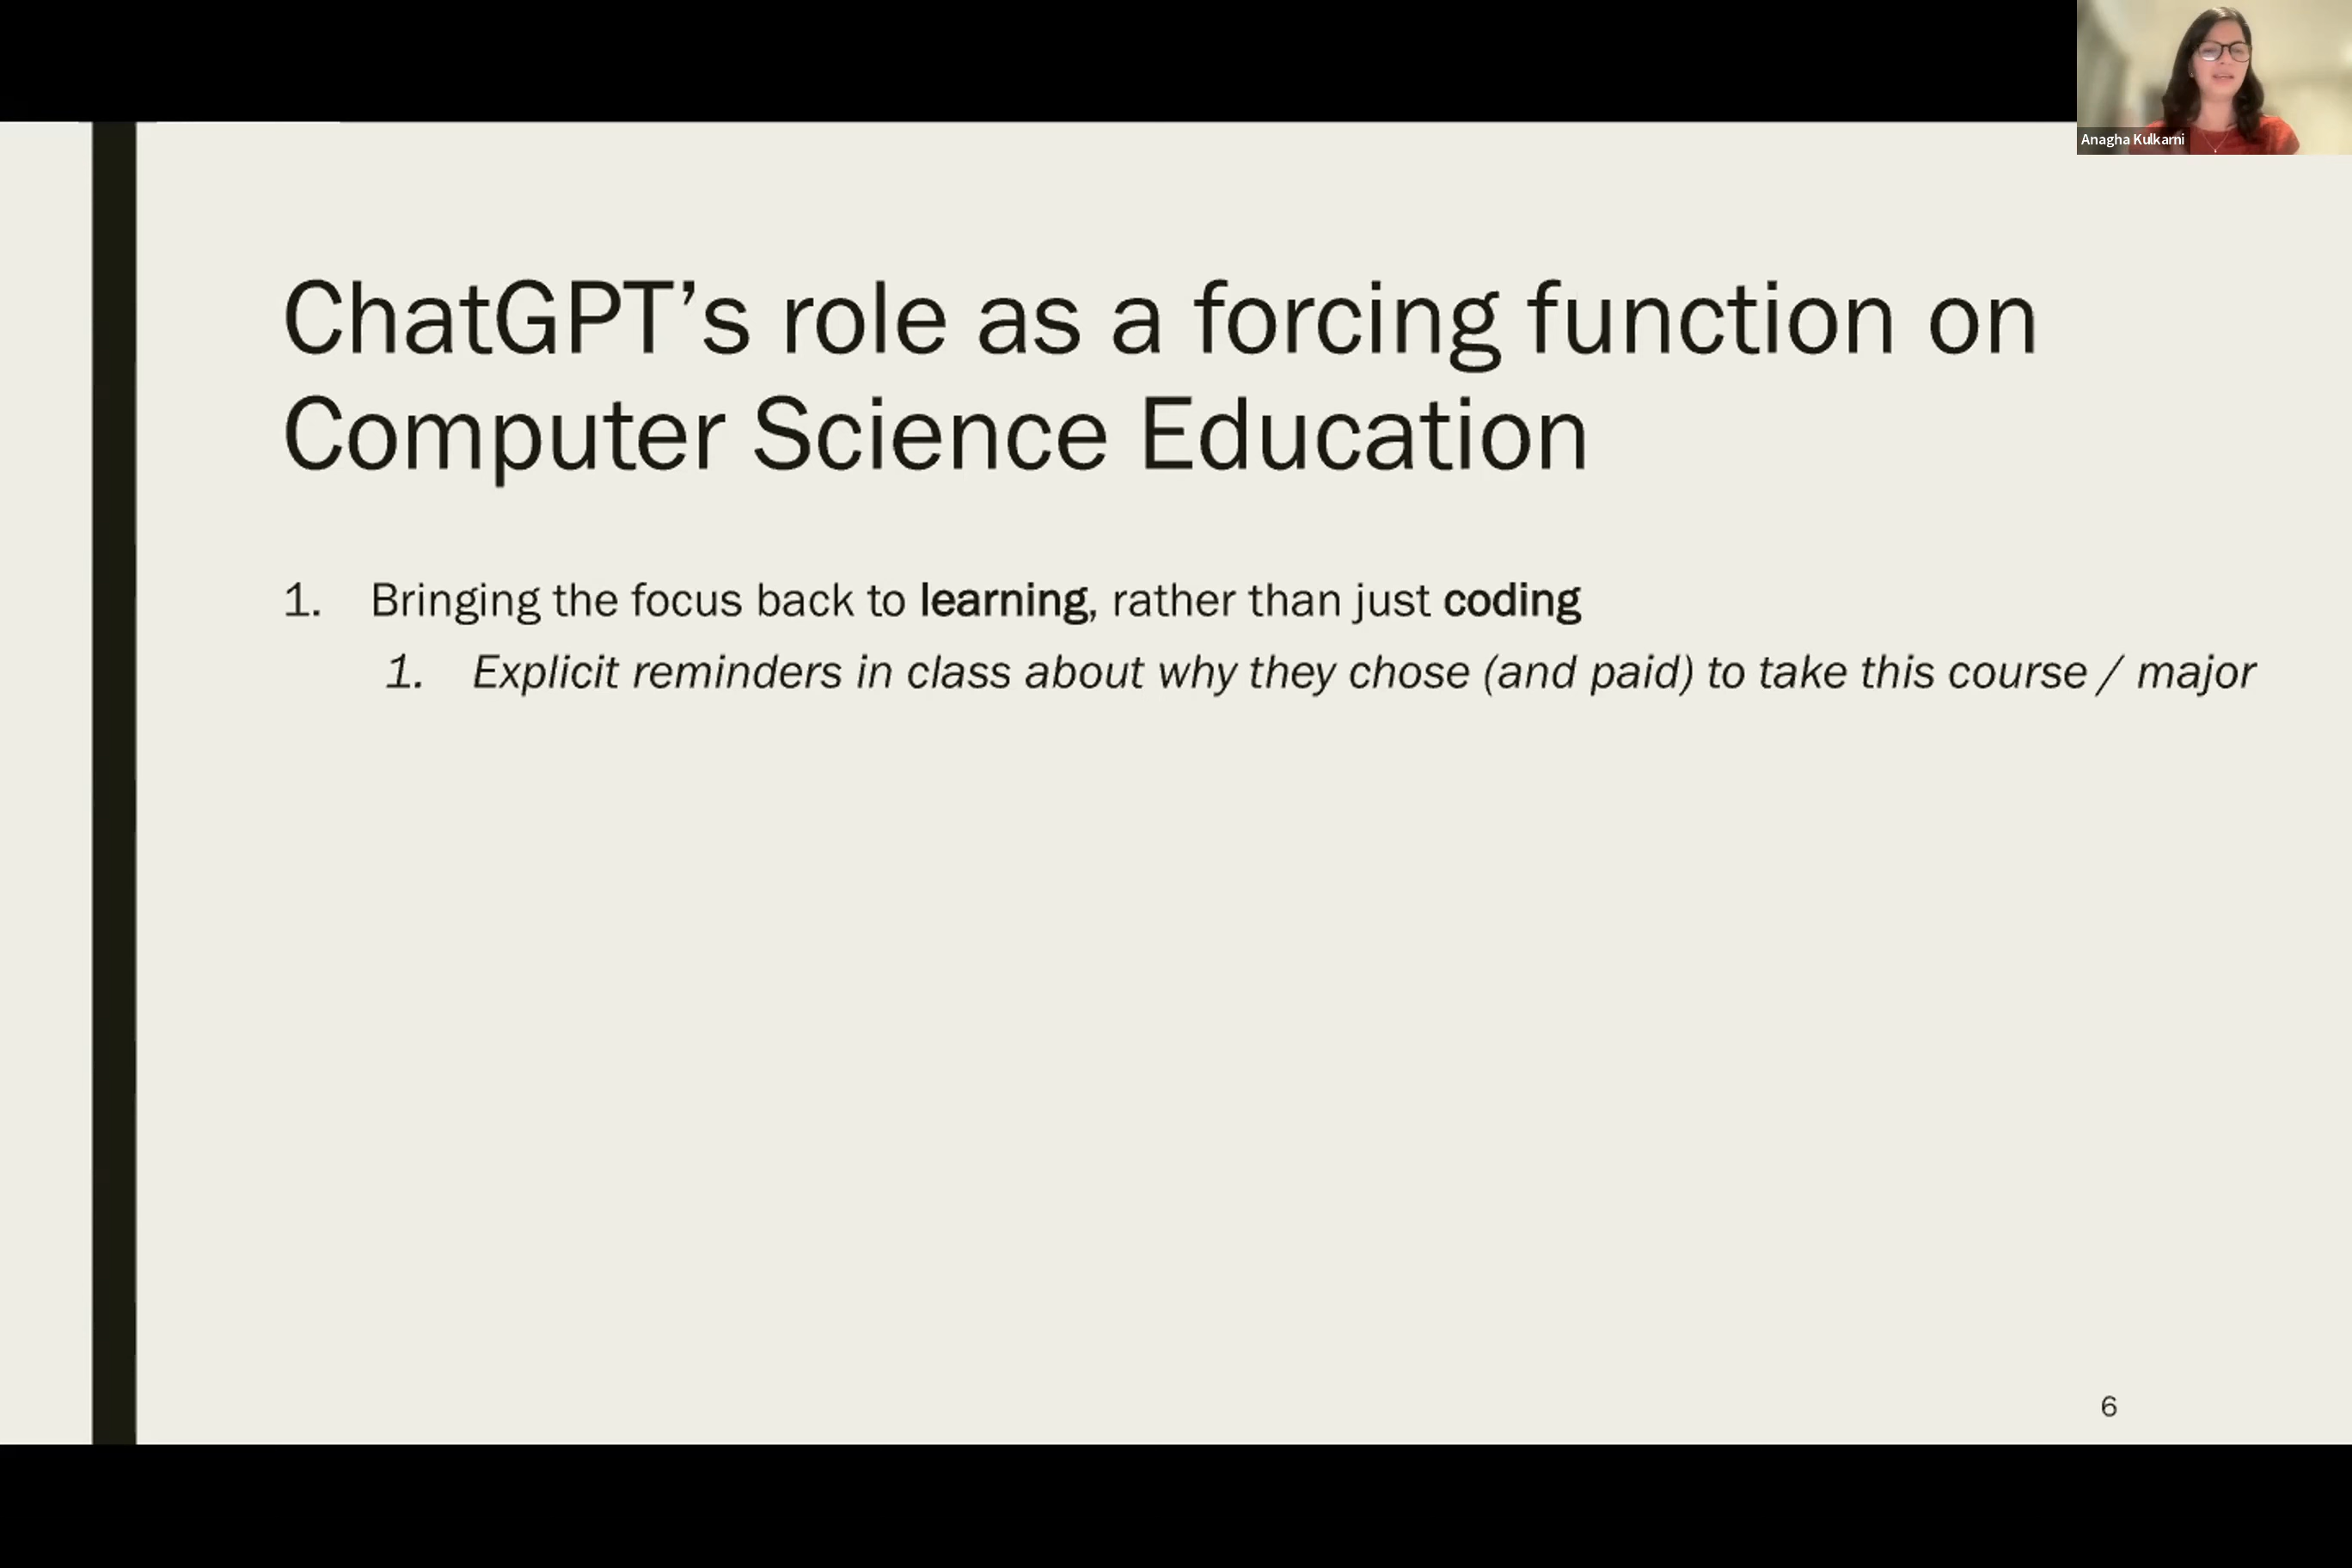 Anagha Kulkarni
ChatGPT’s role as a forcing function on
Computer Science Education
1. Bringing the focus back to learning, rather than just coding
1. Explicit reminders in class about why they chose (and paid) to take this course / major
6